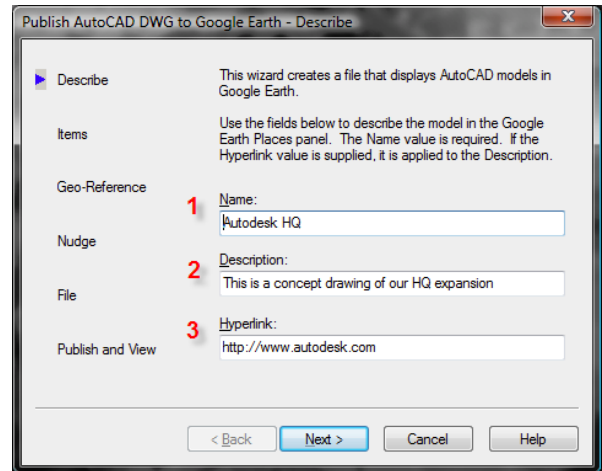 Publish AutoCAD DWG to Google Earth - Describe
Describe
Items
Geo-Reference
Nudge
File
Publish and View
This wizard creates a file that displays AutoCAD models in
Google Earth.
Use the fields below to describe the model in the Google
Earth Places panel. The Name value is required. If the
Hyperlink value is supplied, it is applied to the Description.
1 Name:
Autodesk HQ
2 Description:
This is a concept drawing of our HQ expansion
3 Hyperlink:
http://www.autodesk.com
< Back Next > Cancel Help